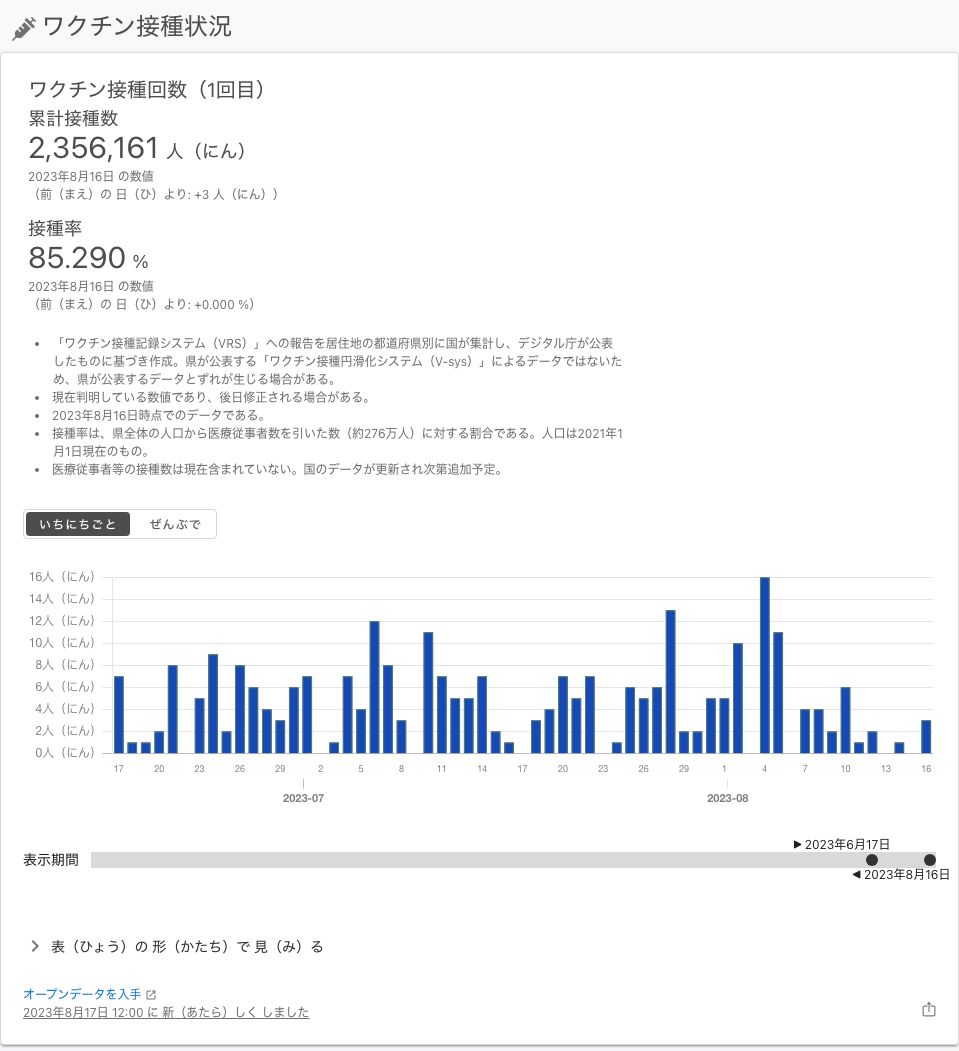 ワクチン接種状況
ワクチン接種回数（1回目）
累計接種数
2,356,161 人（にん）
2023年8月16日 の数値
（前（まえ）の 日（ひ）より: +3 人（にん））
接種率
85.290 %
2023年8月16日 の数値
（前（まえ）の 日（ひ）より: +0.000 %）
• 「ワクチン接種記録システム（VRS）」への報告を居住地の都道府県別に国が集計し、デジタル庁が公表
したものに基づき作成。県が公表する「ワクチン接種円滑化システム（V-sys）」によるデータではないた
め、県が公表するデータとずれが生じる場合がある。
• 現在判明している数値であり、後日修正される場合がある。
• 2023年8月16日時点でのデータである。
• 接種率は、県全体の人口から医療従事者数を引いた数（約276万人）に対する割合である。人口は2021年1
月1日現在のもの。
• 医療従事者等の接種数は現在含まれていない。国のデータが更新され次第追加予定。
いちにちごと ぜんぶで
16人（にん）
14人（にん）
12人（にん）
10人（にん）
8人（にん）
6人（にん）
4人（にん）
2人（にん）
0人（にん）
17 20 23 26 29 2 5 8 11 14 17 20 23 26 29 1 4 7 10 13 16
2023-07 2023-08
▶ 2023年6月17日
表示期間
◀ 2023年8月16日
表（ひょう）の 形（かたち）で 見（み）る
オープンデータを入手
2023年8月17日 12:00 に 新（あたら）しく しました